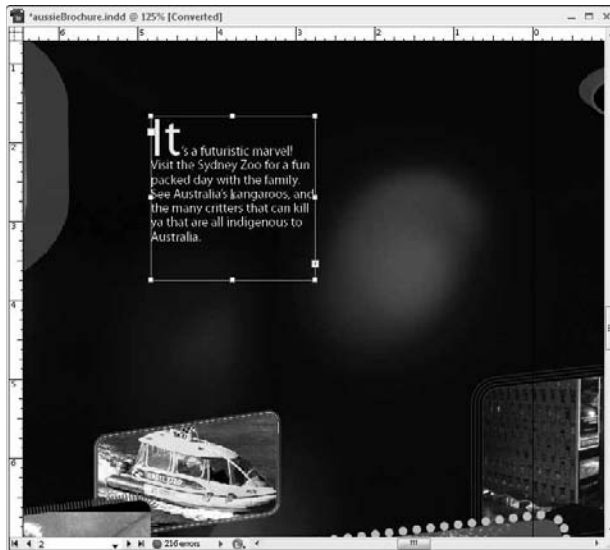 *aussieBrochure.indd @ 125% [Converted]
6 5 4 3 2 1 0
1
2
3
4
5
6
It's a futuristic marvel!
Visit the Sydney Zoo for a fun
packed day with the family.
See Australia's kangaroos, and
the many critters that can kill
ya that are all indigenous to
Australia.
2
216 errors